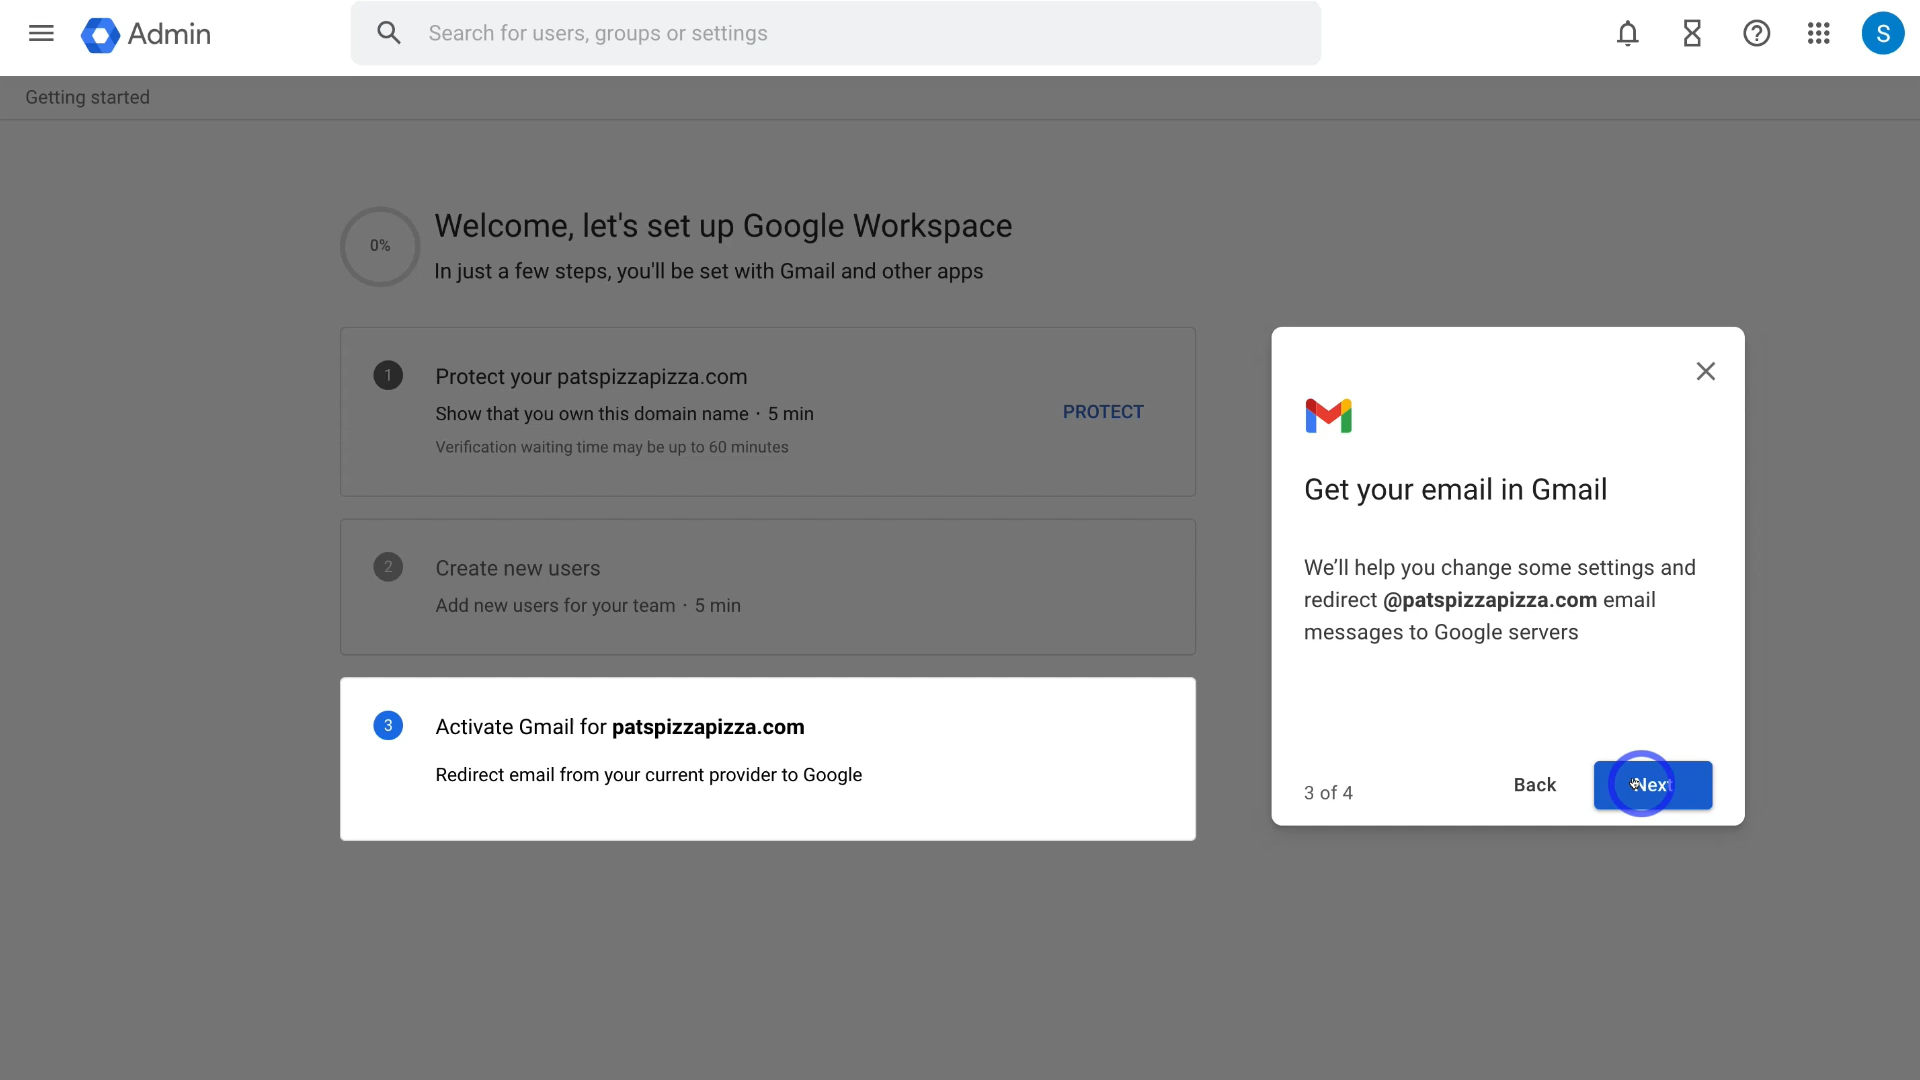 Admin
Search for users, groups or settings
S
Getting started
0%
Welcome, let's set up Google Workspace
In just a few steps, you'll be set with Gmail and other apps
1
Protect your patspizzapizza.com
Show that you own this domain name · 5 min
Verification waiting time may be up to 60 minutes
PROTECT
2
Create new users
Add new users for your team · 5 min
3
Activate Gmail for patspizzapizza.com
Redirect email from your current provider to Google
Get your email in Gmail
We'll help you change some settings and
redirect @patspizzapizza.com email
messages to Google servers
3 of 4
Back
Next